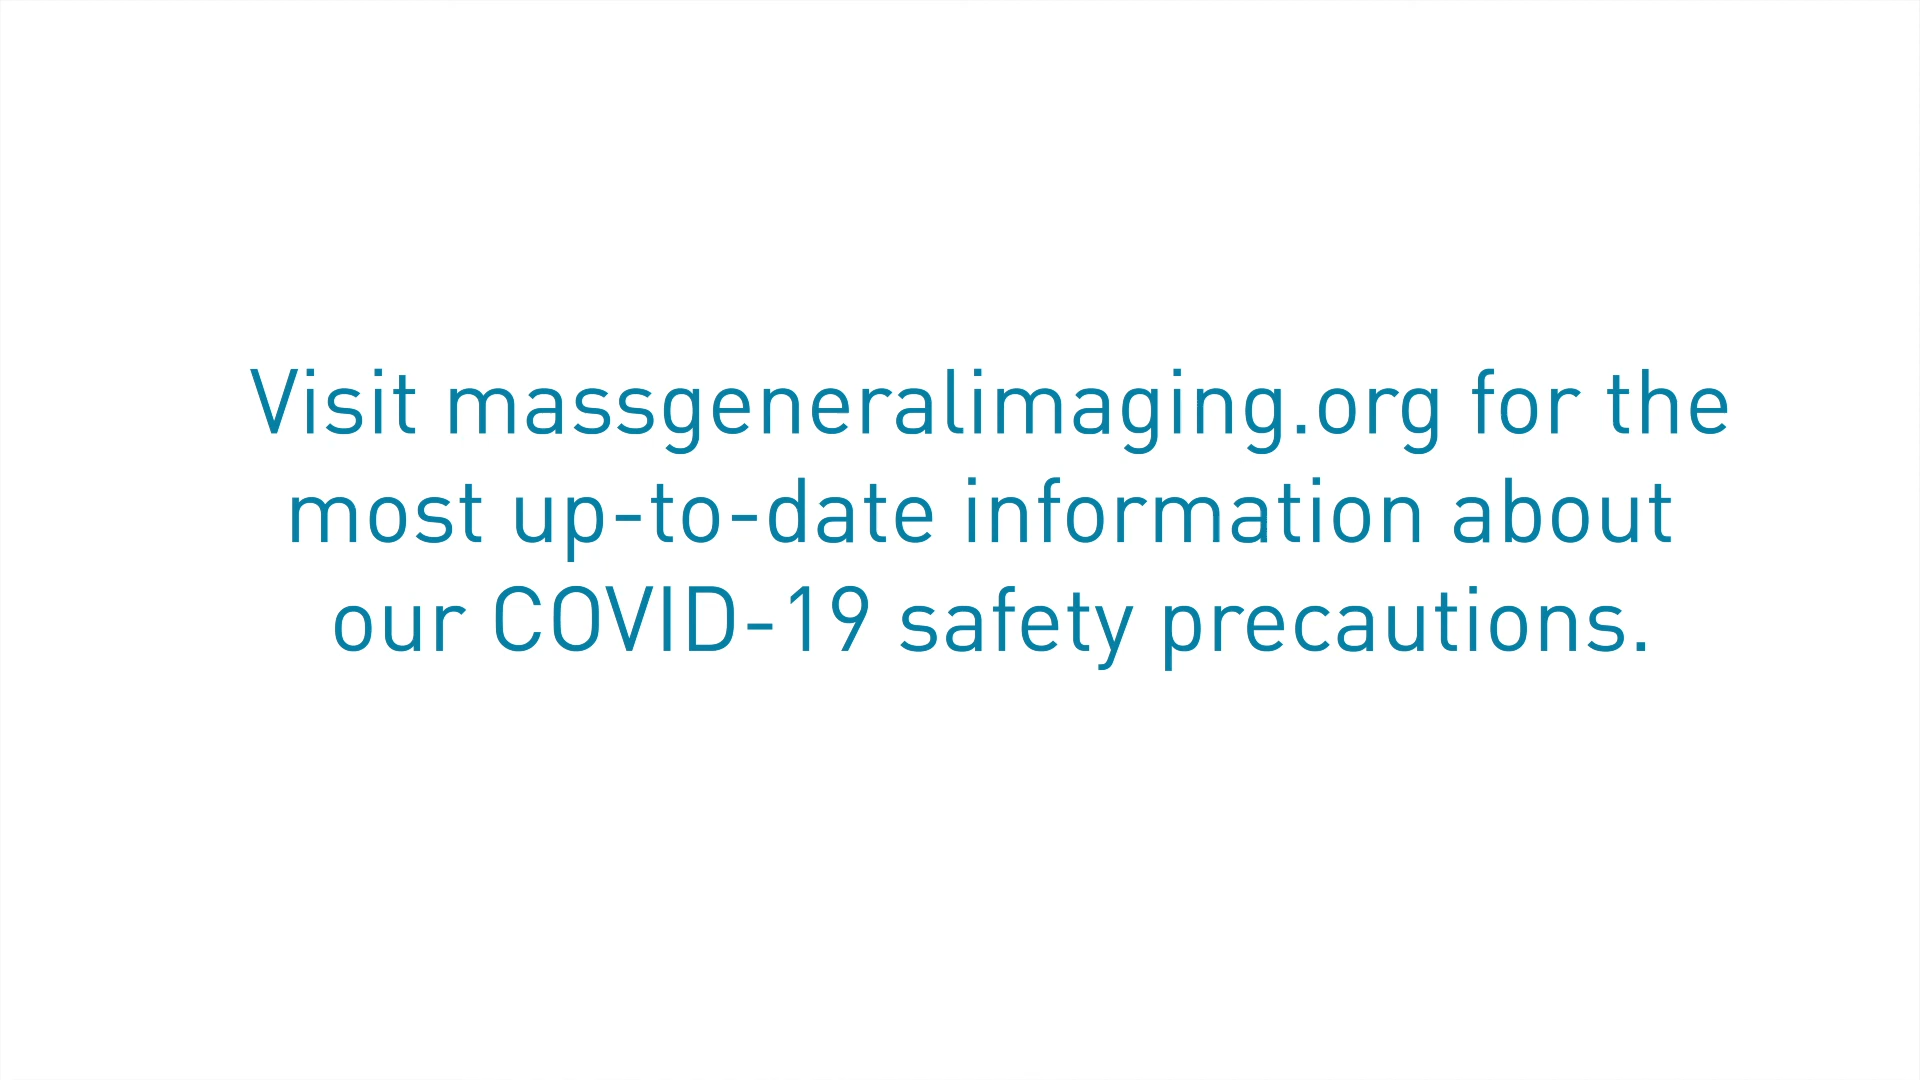 Visit massgeneralimaging.org for the
most up-to-date information about
our COVID-19 safety precautions.